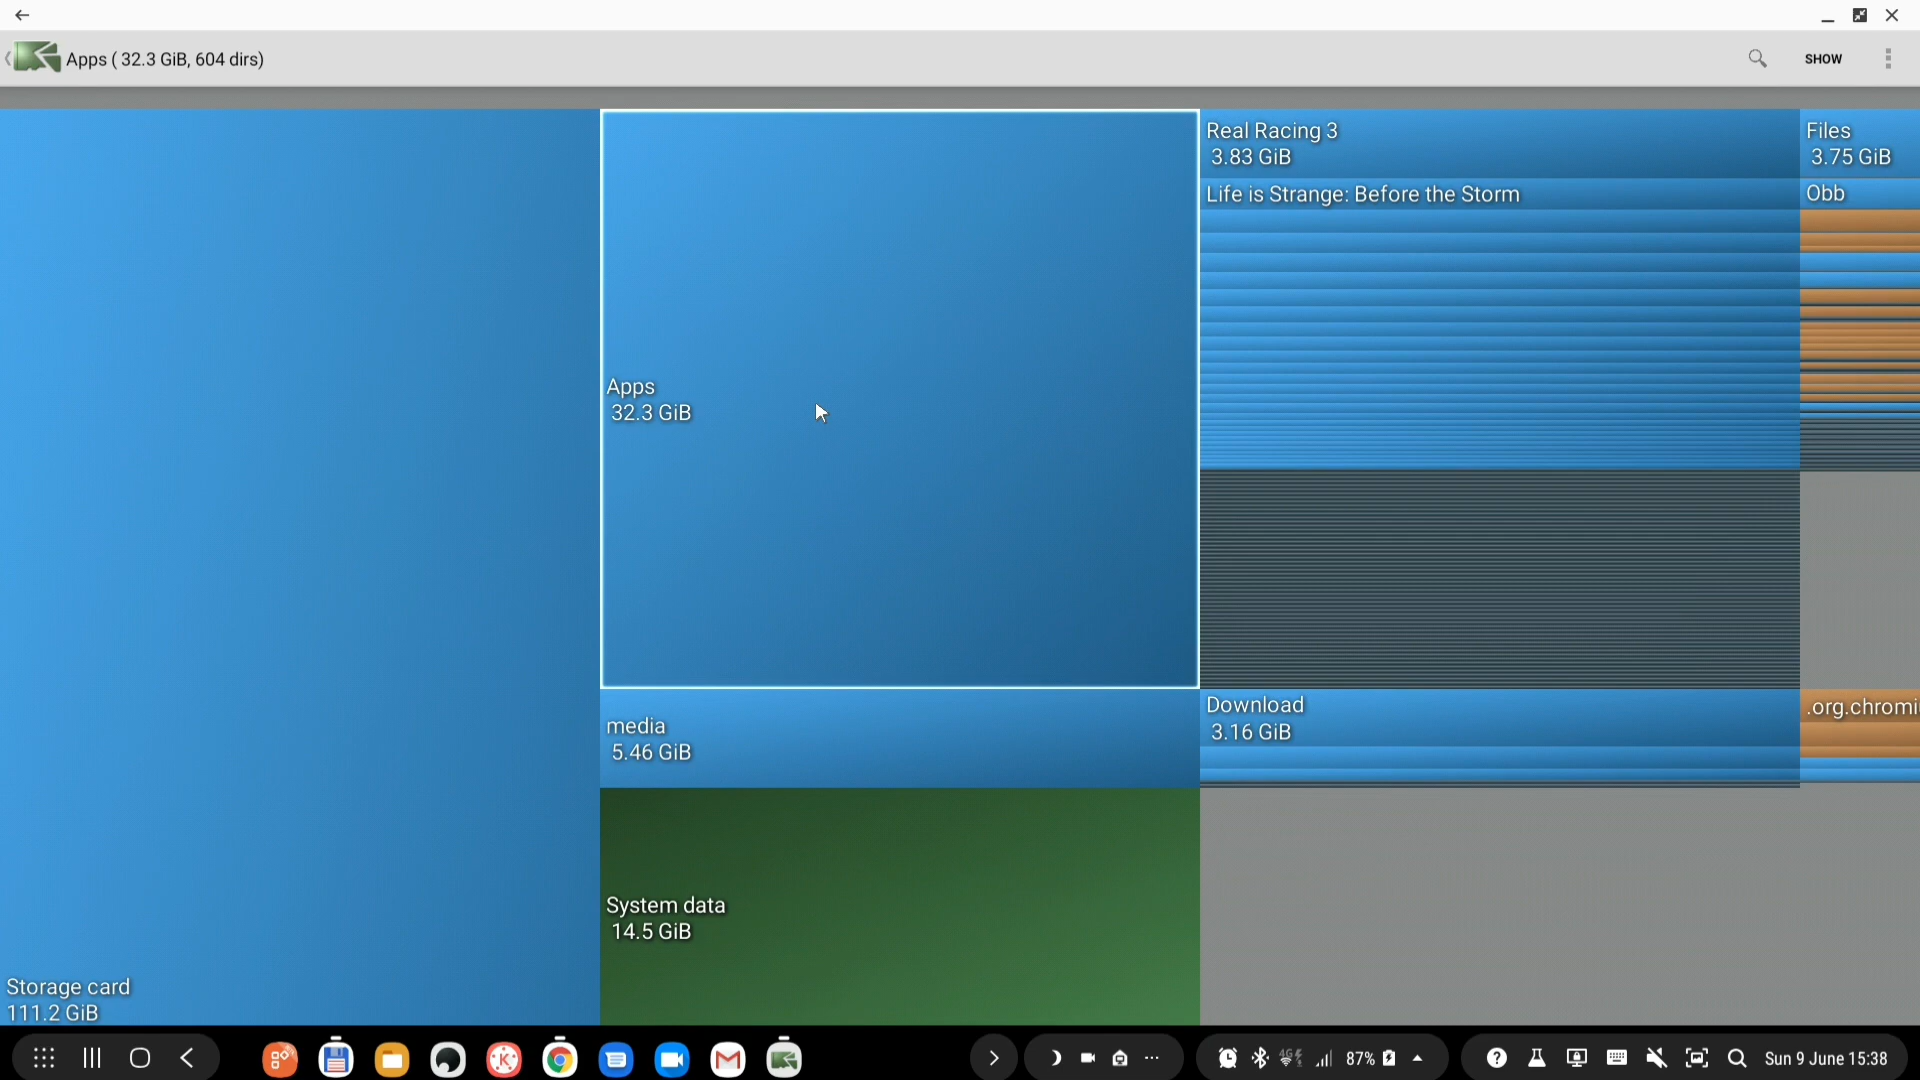 Apps ( 32.3 GiB, 604 dirs)
SHOW
Real Racing 3
3.83 GiB
Files
3.75 GiB
Life is Strange: Before the Storm
Obb
Apps
32.3 GiB
Download
3.16 GiB
.org.chromi
media
5.46 GiB
System data
14.5 GiB
Storage card
111.2 GiB
4G
87%
Sun 9 June 15:38